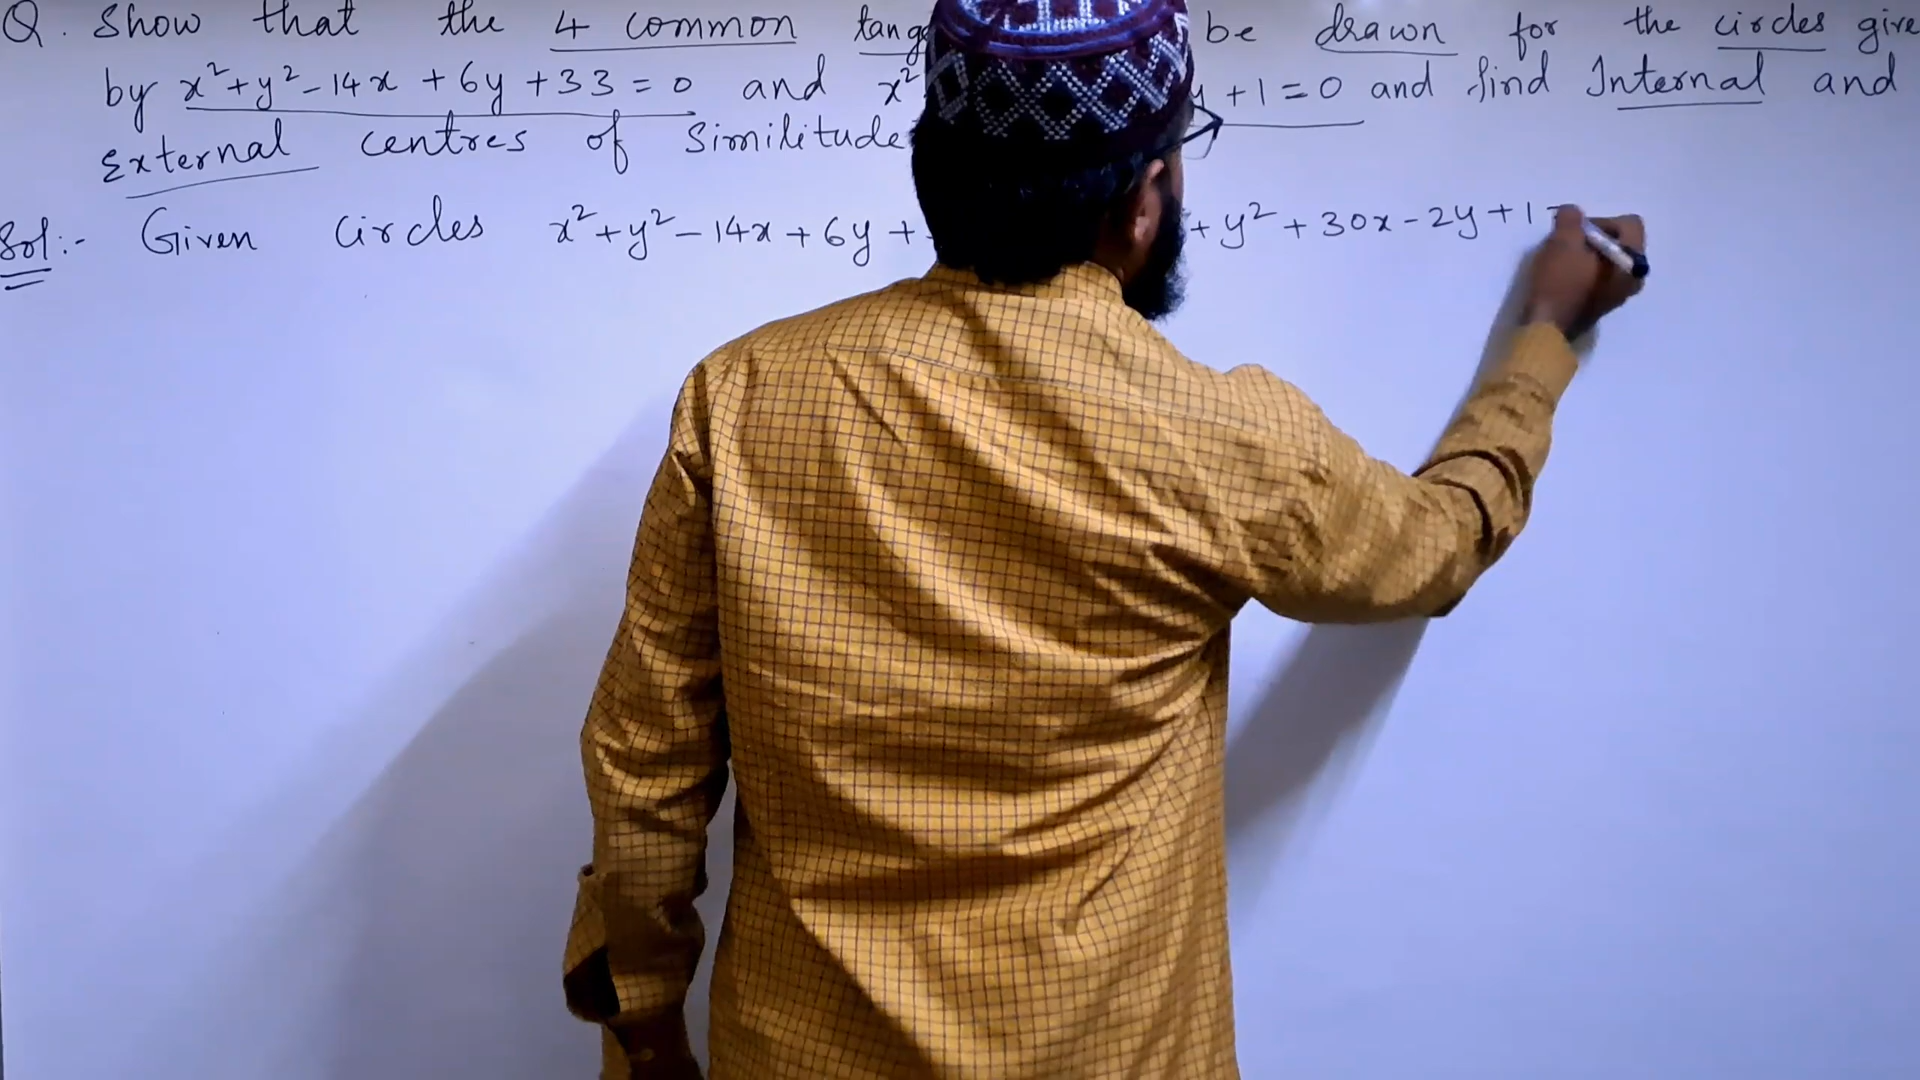 Q. Show that the 4 common tang be drawn for the circles give
by x²+y²-14x+6y+33=0 and x² y+1=0 and find Internal and
External centres of Similitude
Sol:- Given Circles x²+y²-14x+6y+ +y²+30x-2y+1=